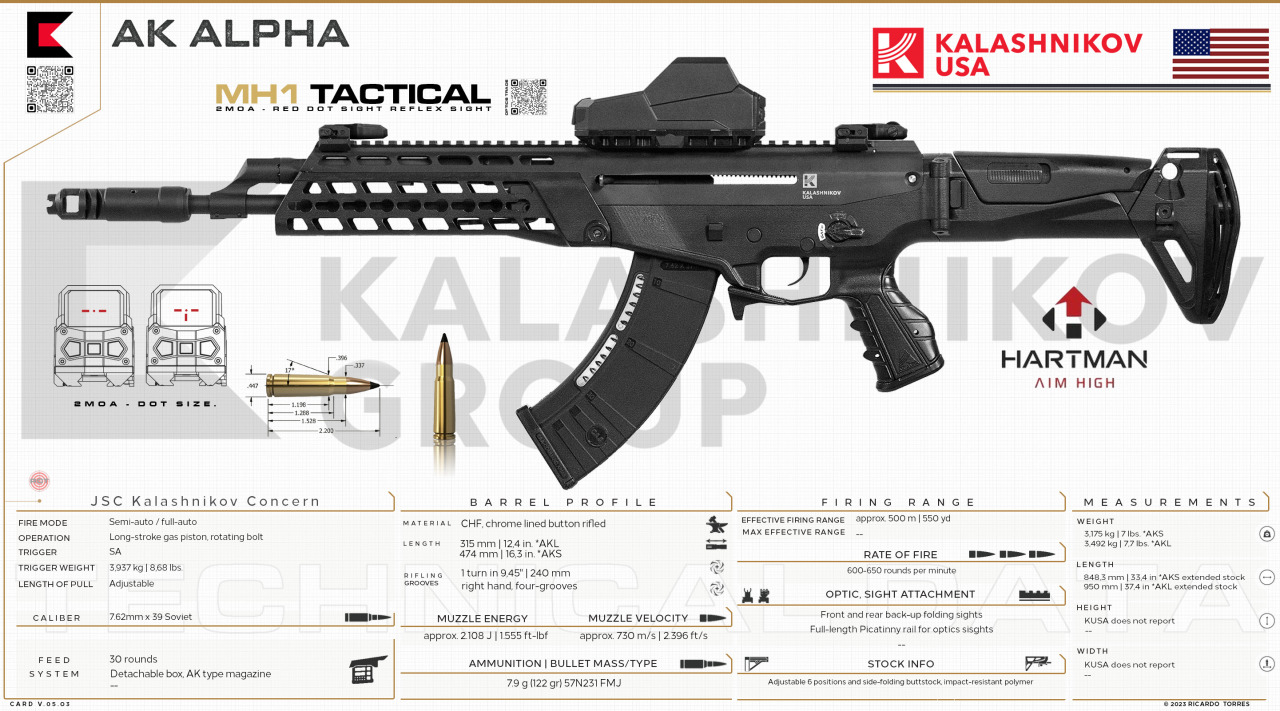 AK ALPHA
KALASHNIKOV
USA
MH1 TACTICAL
2MOA - RED DOT SIGHT REFLEX SIGHT
KALASHNIKOV
USA
KALASHNIKOV
GROUP
HARTMAN
AIM HIGH
2MOA - DOT SIZE.
17°
.396
.337
.447
1.198
1.288
1.528
2.201
JSC Kalashnikov Concern
FIRE MODE Semi-auto / full-auto
OPERATION Long-stroke gas piston, rotating bolt
TRIGGER SA
TRIGGER WEIGHT 3,937 kg | 8,68 lbs.
LENGTH OF PULL Adjustable
CALIBER 7.62mm x 39 Soviet
FEED SYSTEM 30 rounds
Detachable box, AK type magazine
--
BARREL PROFILE
MATERIAL CHF, chrome lined button rifled
LENGTH 315 mm | 12,4 in. *AKL
474 mm | 16,3 in. *AKS
RIFLING GROOVES 1 turn in 9,45" | 240 mm
right hand, four-grooves
MUZZLE ENERGY MUZZLE VELOCITY
approx. 2.108 J | 1.555 ft-lbf approx. 730 m/s | 2.396 ft/s
AMMUNITION | BULLET MASS/TYPE
7.9 g (122 gr) 57N231 FMJ
FIRING RANGE
EFFECTIVE FIRING RANGE approx. 500 m | 550 yd
MAX EFFECTIVE RANGE --
RATE OF FIRE
600-650 rounds per minute
OPTIC, SIGHT ATTACHMENT
Front and rear back-up folding sights
Full-length Picatinny rail for optics sisghts
--
STOCK INFO
Adjustable 6 positions and side-folding buttstock, impact-resistant polymer
MEASUREMENTS
WEIGHT
3,175 kg | 7 lbs. *AKS
3,492 kg | 7.7 lbs. *AKL
LENGTH
848,3 mm | 33,4 in *AKS extended stock
950 mm | 37.4 in *AKL extended stock
HEIGHT
KUSA does not report
--
WIDTH
KUSA does not report
--
TECHNICAL DATA
CARD V.05.03
© 2023 RICARDO TORRES